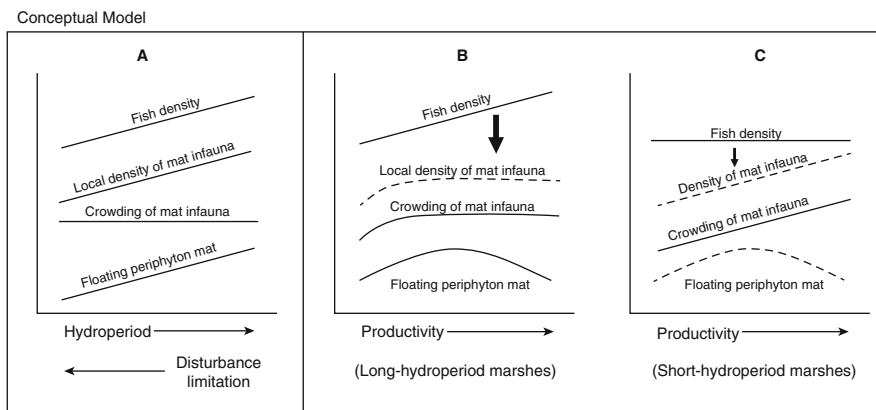 Conceptual Model
A
Fish density
Local density of mat infauna
Crowding of mat infauna
Floating periphyton mat
Hydroperiod
Disturbance
limitation
B
Fish density
Local density of mat infauna
Crowding of mat infauna
Floating periphyton mat
Productivity
(Long-hydroperiod marshes)
C
Fish density
Density of mat infauna
Crowding of mat infauna
Floating periphyton mat
Productivity
(Short-hydroperiod marshes)